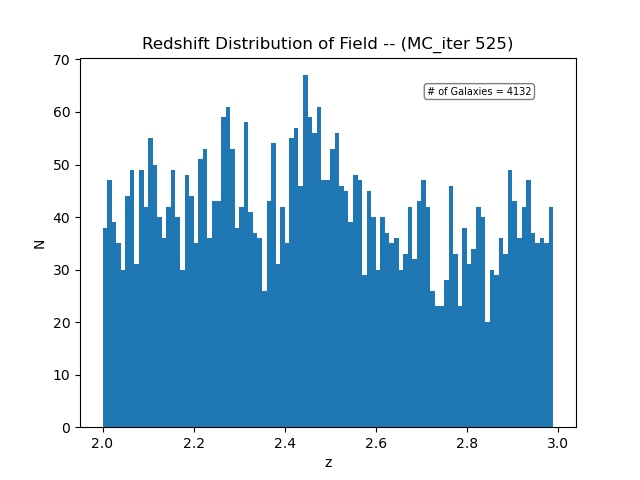 Redshift Distribution of Field -- (MC_iter 525)
# of Galaxies = 4132
70
60
50
40
30
20
10
0
N
2.0 2.2 2.4 2.6 2.8 3.0
z